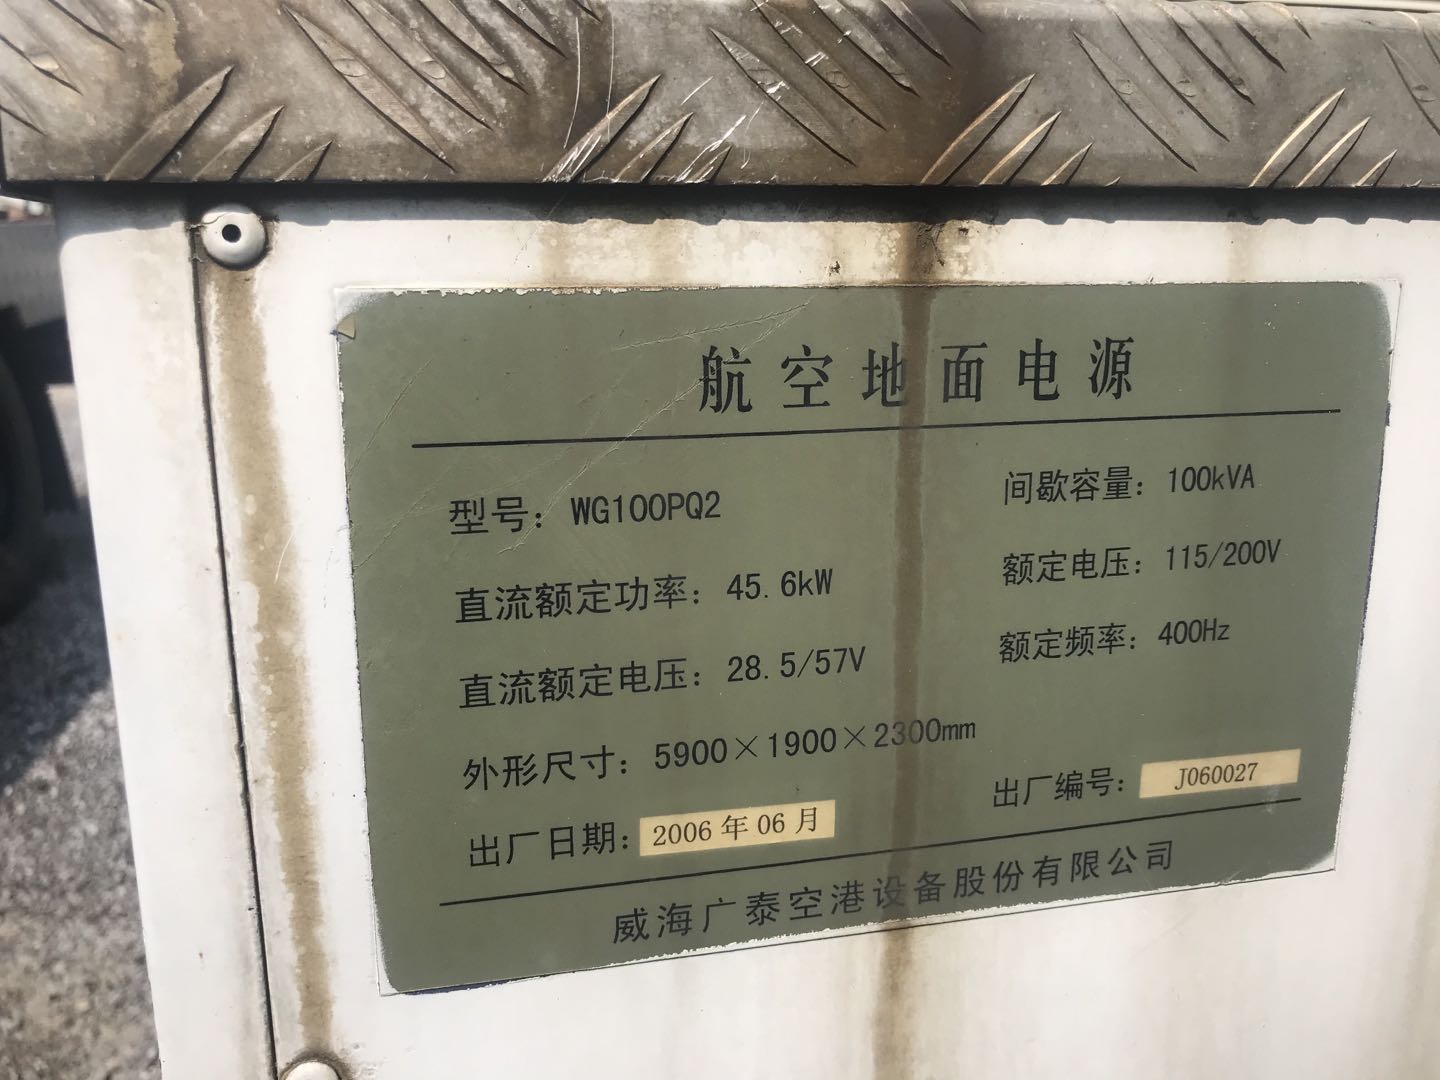 航空地面电源
型号：WG100PQ2
间歇容量：100kVA
直流额定功率：45.6kW
额定电压：115/200V
直流额定电压：28.5/57V
额定频率：400Hz
外形尺寸：5900×1900×2300mm
出厂日期：2006年06月
出厂编号：J060027
威海广泰空港设备股份有限公司